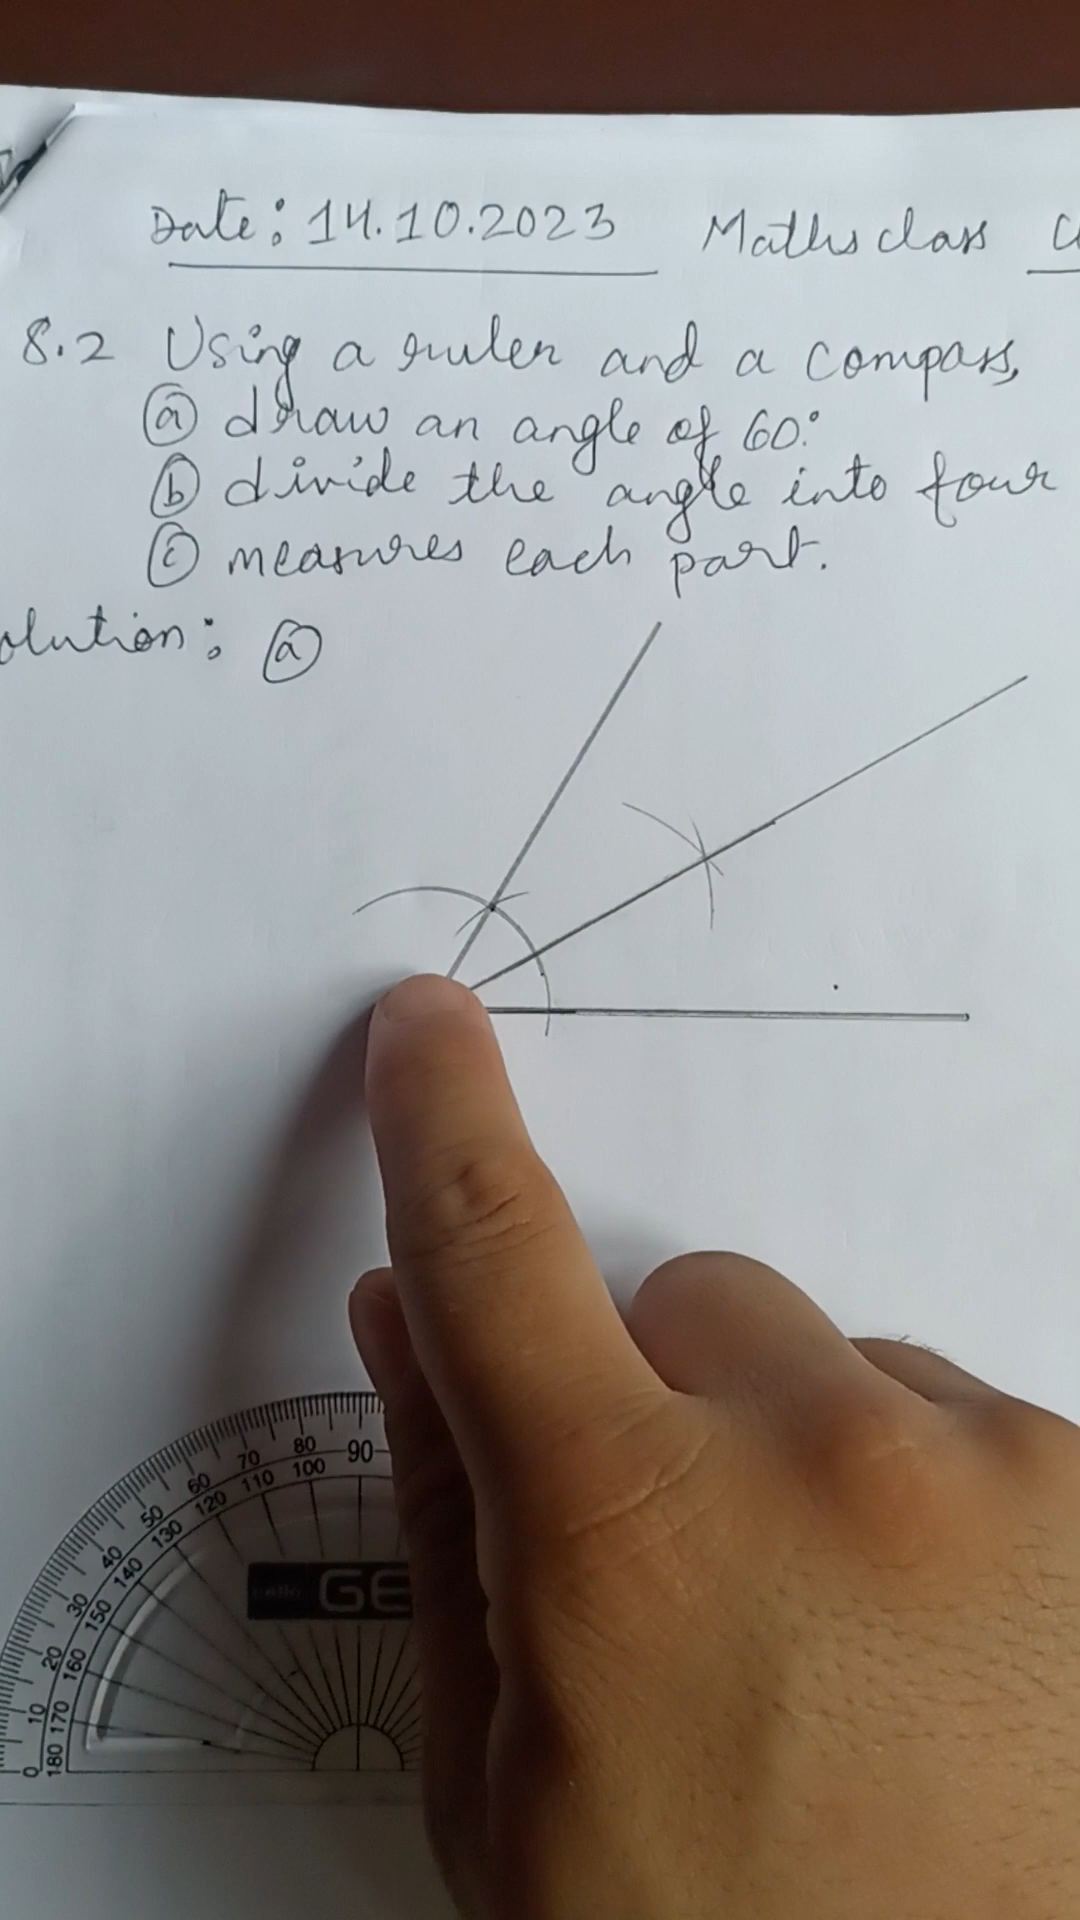 Date: 14.10.2023 Maths class
8.2 Using a ruler and a compass,
ⓐ draw an angle of 60°
ⓑ divide the angle into four
ⓒ measures each part.
olution: ⓐ
80 90
70 100
60 110
50 120
40 130
30 140
20 150
10 160
0 170
180
cello GE